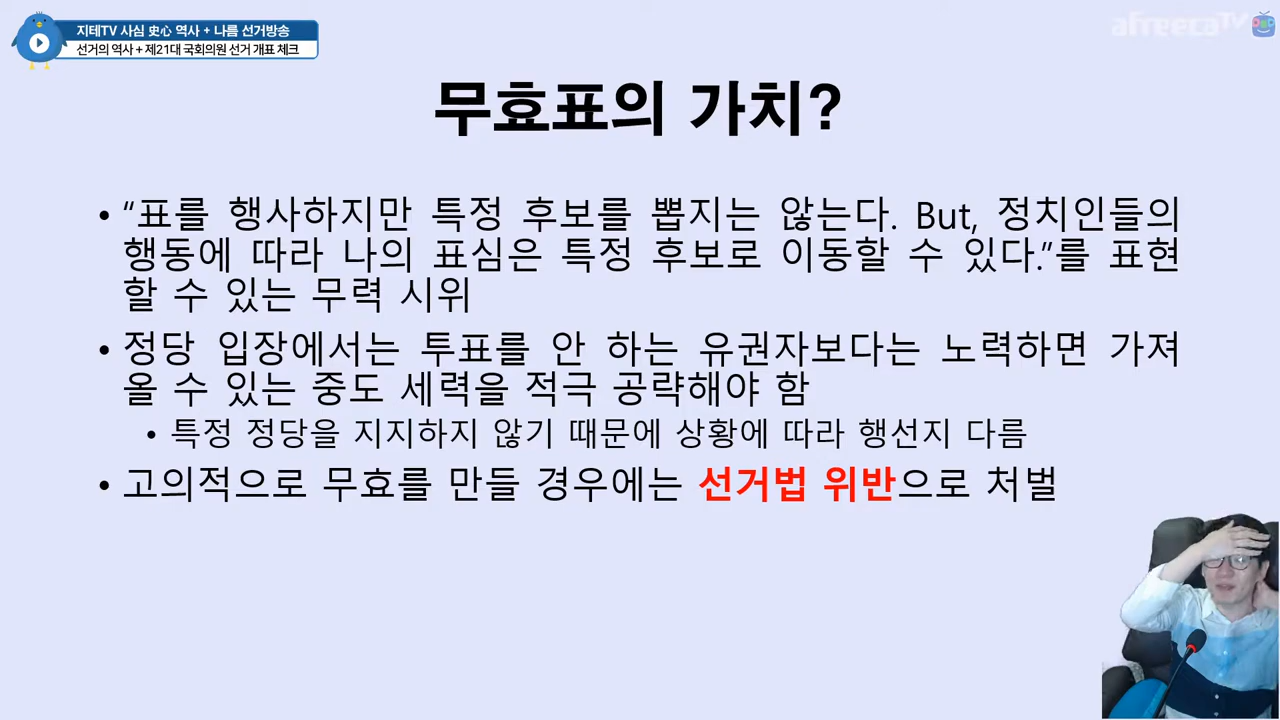 지테TV 사심 史心 역사 + 나름 선거방송
선거의 역사 + 제21대 국회의원 선거 개표 체크
afreecaTV
무효표의 가치?
• “표를 행사하지만 특정 후보를 뽑지는 않는다. But, 정치인들의
행동에 따라 나의 표심은 특정 후보로 이동할 수 있다.”를 표현
할 수 있는 무력 시위
• 정당 입장에서는 투표를 안 하는 유권자보다는 노력하면 가져
올 수 있는 중도 세력을 적극 공략해야 함
• 특정 정당을 지지하지 않기 때문에 상황에 따라 행선지 다름
• 고의적으로 무효를 만들 경우에는 선거법 위반으로 처벌